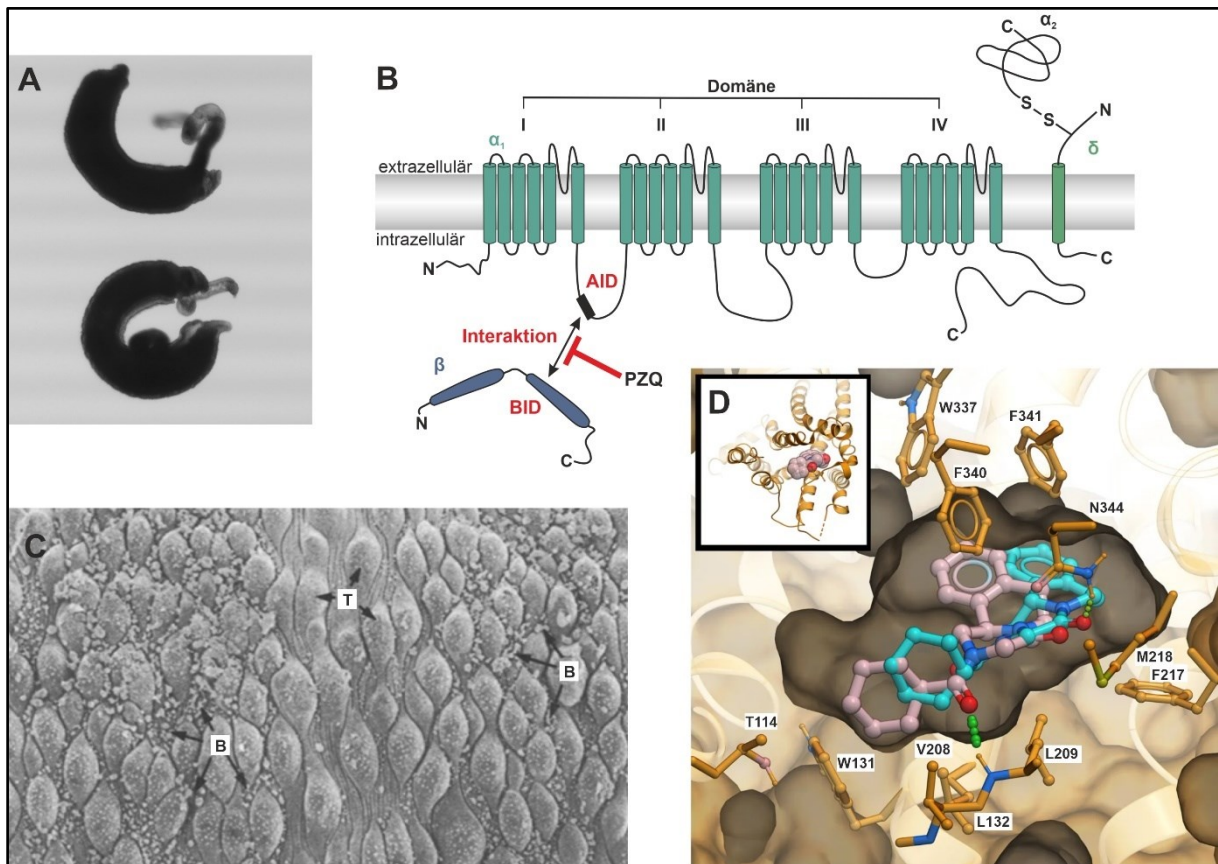 A
B
Domäne
I
II
III
IV
α₁
extrazellulär
intrazellulär
N
AID
Interaktion
β
BID
PZQ
N
C
C
α₂
C
S
S
N
δ
C
C
T
B
B
D
W337
F341
F340
N344
M218
F217
T114
W131
V208
L209
L132